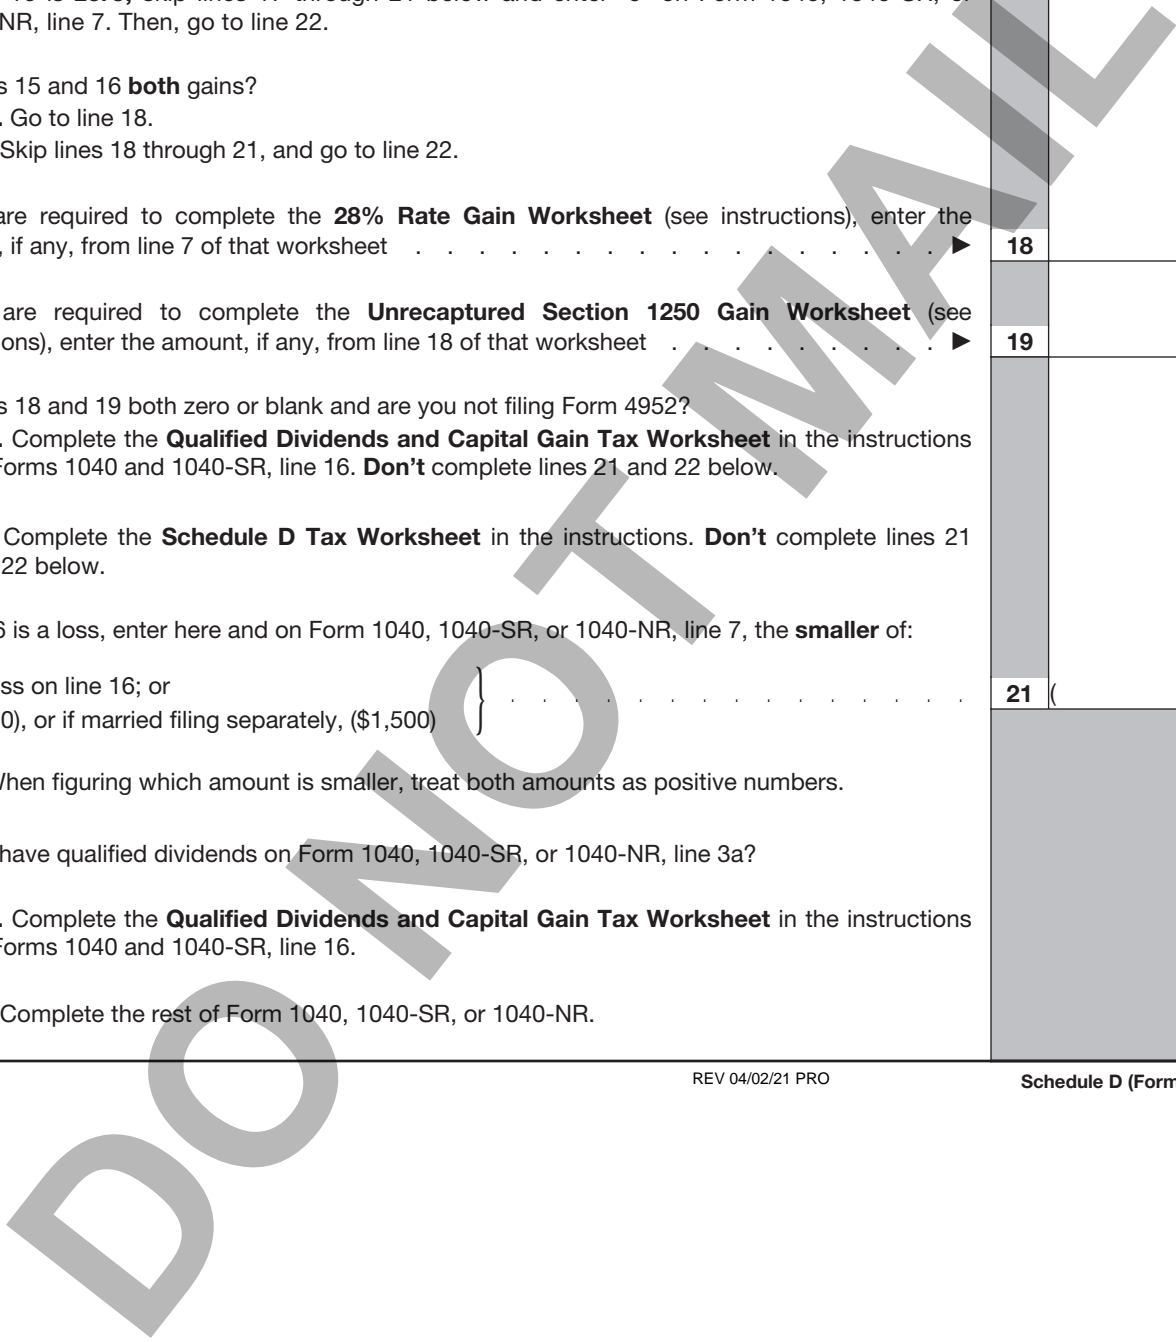 NR, line 7. Then, go to line 22.
s 15 and 16 both gains?
. Go to line 18.
Skip lines 18 through 21, and go to line 22.
are required to complete the 28% Rate Gain Worksheet (see instructions), enter the
, if any, from line 7 of that worksheet . . . . . . . . . . . . . . . . . ▶ 18
are required to complete the Unrecaptured Section 1250 Gain Worksheet (see
ons), enter the amount, if any, from line 18 of that worksheet . . . . . . . . . ▶ 19
s 18 and 19 both zero or blank and are you not filing Form 4952?
. Complete the Qualified Dividends and Capital Gain Tax Worksheet in the instructions
Forms 1040 and 1040-SR, line 16. Don't complete lines 21 and 22 below.
Complete the Schedule D Tax Worksheet in the instructions. Don't complete lines 21
22 below.
6 is a loss, enter here and on Form 1040, 1040-SR, or 1040-NR, line 7, the smaller of:
ss on line 16; or
0), or if married filing separately, ($1,500) } . . . . . . . . . . . . . . . 21 (
When figuring which amount is smaller, treat both amounts as positive numbers.
have qualified dividends on Form 1040, 1040-SR, or 1040-NR, line 3a?
. Complete the Qualified Dividends and Capital Gain Tax Worksheet in the instructions
Forms 1040 and 1040-SR, line 16.
Complete the rest of Form 1040, 1040-SR, or 1040-NR.
REV 04/02/21 PRO Schedule D (Form
DO NOT MAIL